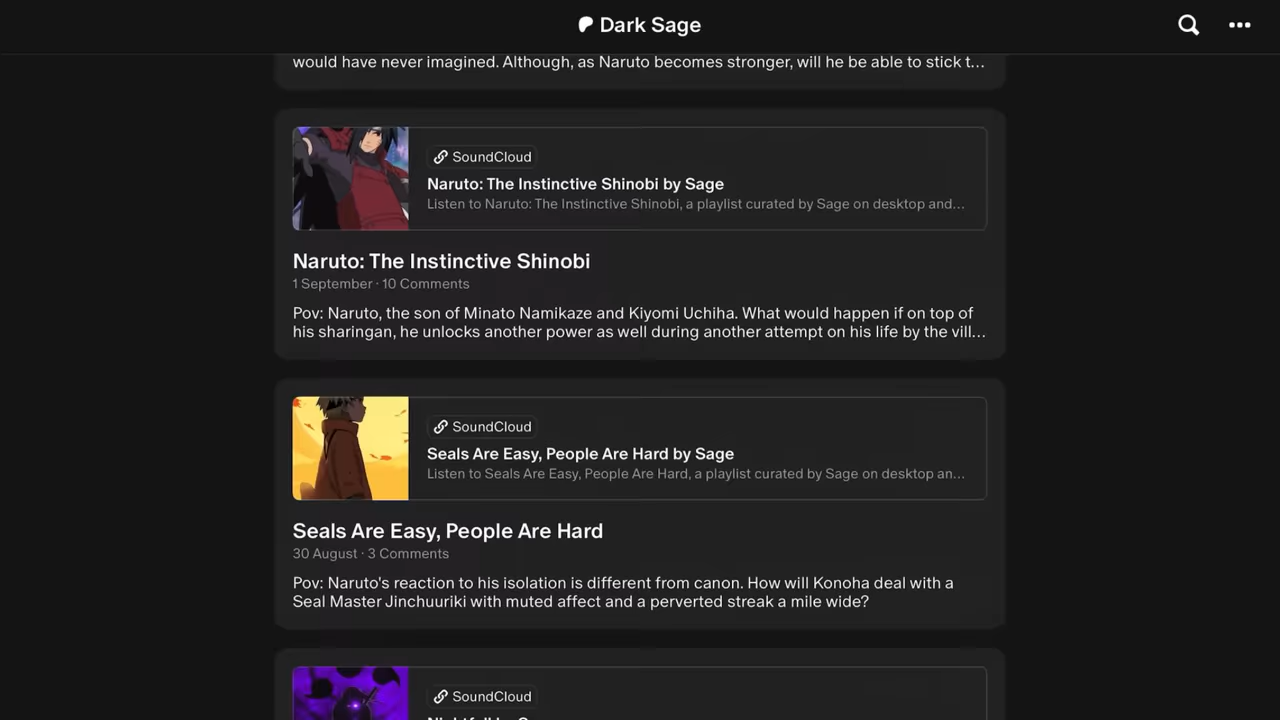 Dark Sage
would have never imagined. Although, as Naruto becomes stronger, will he be able to stick t...
SoundCloud
Naruto: The Instinctive Shinobi by Sage
Listen to Naruto: The Instinctive Shinobi, a playlist curated by Sage on desktop and...
Naruto: The Instinctive Shinobi
1 September · 10 Comments
Pov: Naruto, the son of Minato Namikaze and Kiyomi Uchiha. What would happen if on top of
his sharingan, he unlocks another power as well during another attempt on his life by the vill...
SoundCloud
Seals Are Easy, People Are Hard by Sage
Listen to Seals Are Easy, People Are Hard, a playlist curated by Sage on desktop an...
Seals Are Easy, People Are Hard
30 August · 3 Comments
Pov: Naruto's reaction to his isolation is different from canon. How will Konoha deal with a
Seal Master Jinchuuriki with muted affect and a perverted streak a mile wide?
SoundCloud